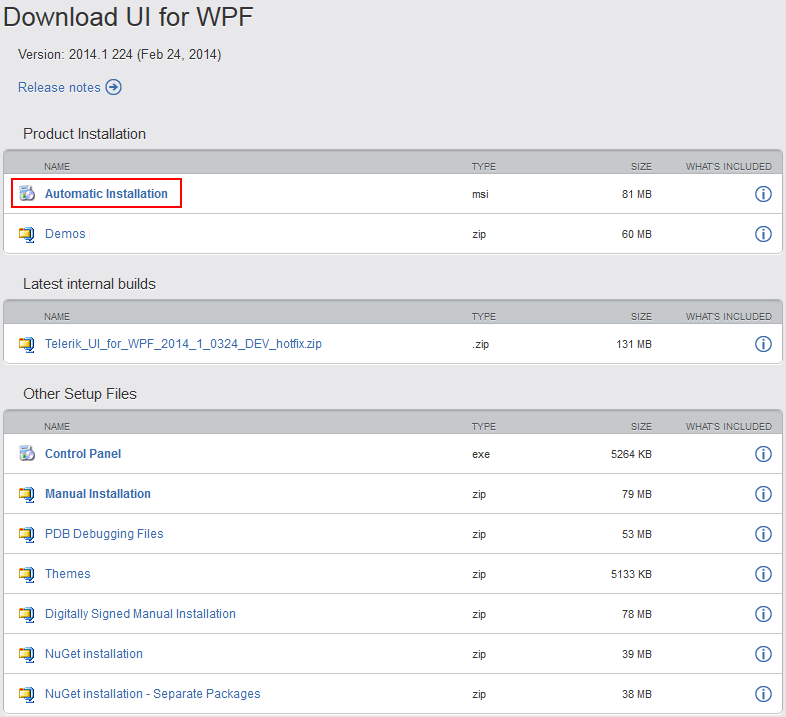 Download UI for WPF
Version: 2014.1 224 (Feb 24, 2014)
Release notes
Product Installation
NAME TYPE SIZE WHAT'S INCLUDED
Automatic Installation msi 81 MB
Demos zip 60 MB
Latest internal builds
NAME TYPE SIZE WHAT'S INCLUDED
Telerik_UI_for_WPF_2014_1_0324_DEV_hotfix.zip .zip 131 MB
Other Setup Files
NAME TYPE SIZE WHAT'S INCLUDED
Control Panel exe 5264 KB
Manual Installation zip 79 MB
PDB Debugging Files zip 53 MB
Themes zip 5133 KB
Digitally Signed Manual Installation zip 78 MB
NuGet installation zip 39 MB
NuGet installation - Separate Packages zip 38 MB